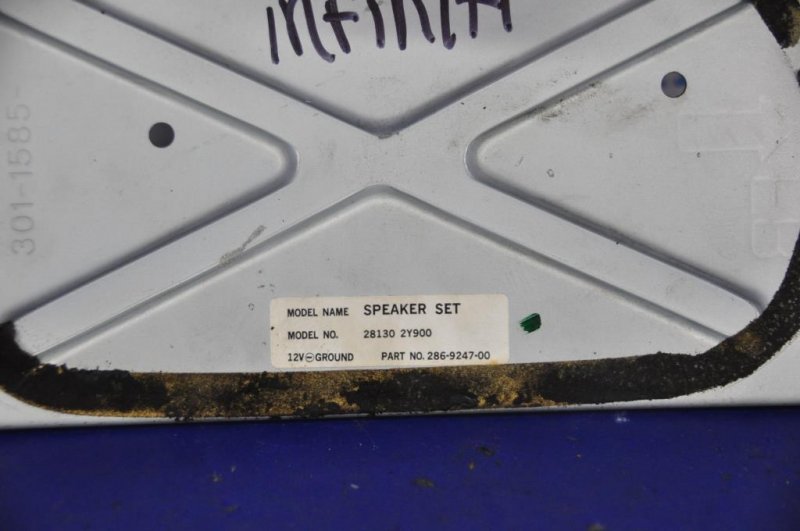 INFINITI
301-1585-
MODEL NAME SPEAKER SET
MODEL NO. 28130 2Y900
12V⊖GROUND PART NO. 286-9247-00